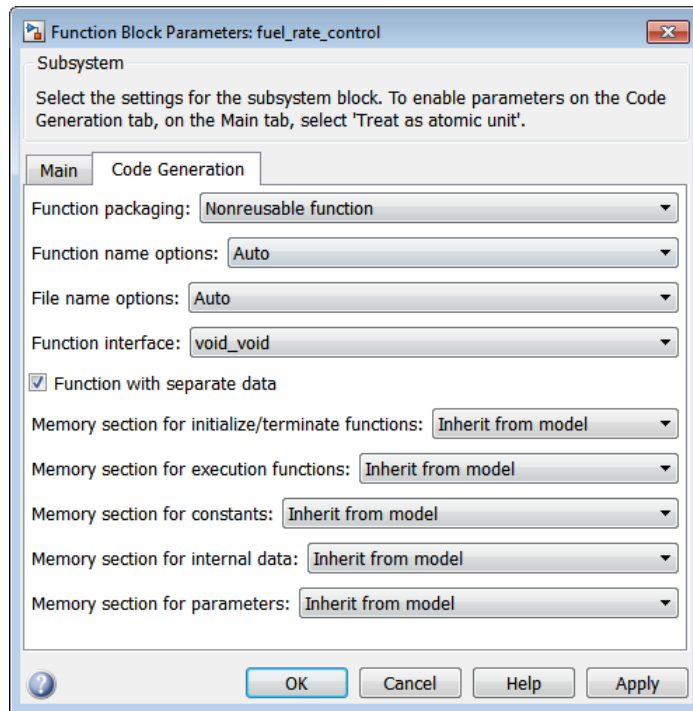 Function Block Parameters: fuel_rate_control
Subsystem
Select the settings for the subsystem block. To enable parameters on the Code
Generation tab, on the Main tab, select 'Treat as atomic unit'.
Main Code Generation
Function packaging: Nonreusable function
Function name options: Auto
File name options: Auto
Function interface: void_void
Function with separate data
Memory section for initialize/terminate functions: Inherit from model
Memory section for execution functions: Inherit from model
Memory section for constants: Inherit from model
Memory section for internal data: Inherit from model
Memory section for parameters: Inherit from model
? OK Cancel Help Apply